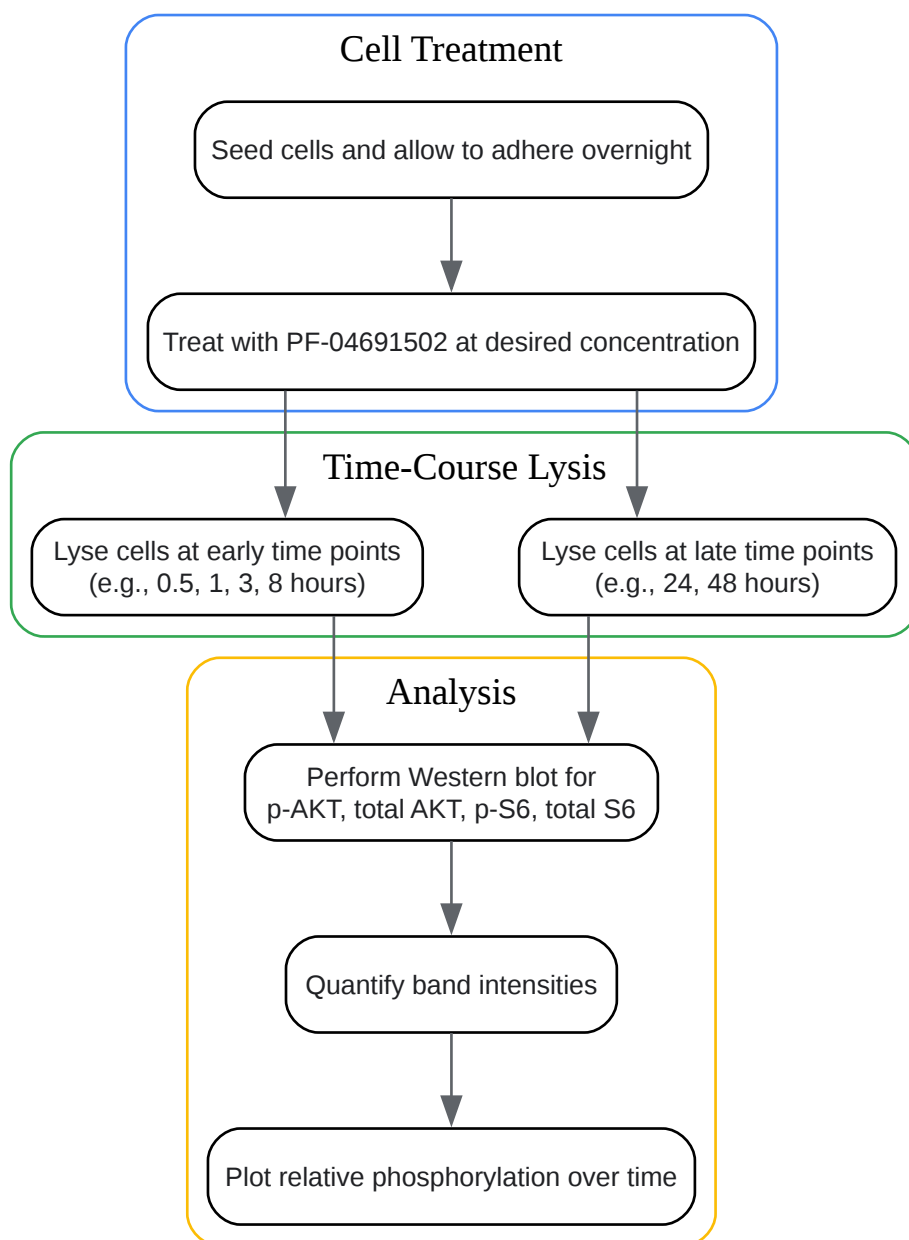 Cell Treatment
Seed cells and allow to adhere overnight
Treat with PF-04691502 at desired concentration
Time-Course Lysis
Lyse cells at early time points
(e.g., 0.5, 1, 3, 8 hours)
Lyse cells at late time points
(e.g., 24, 48 hours)
Analysis
Perform Western blot for
p-AKT, total AKT, p-S6, total S6
Quantify band intensities
Plot relative phosphorylation over time